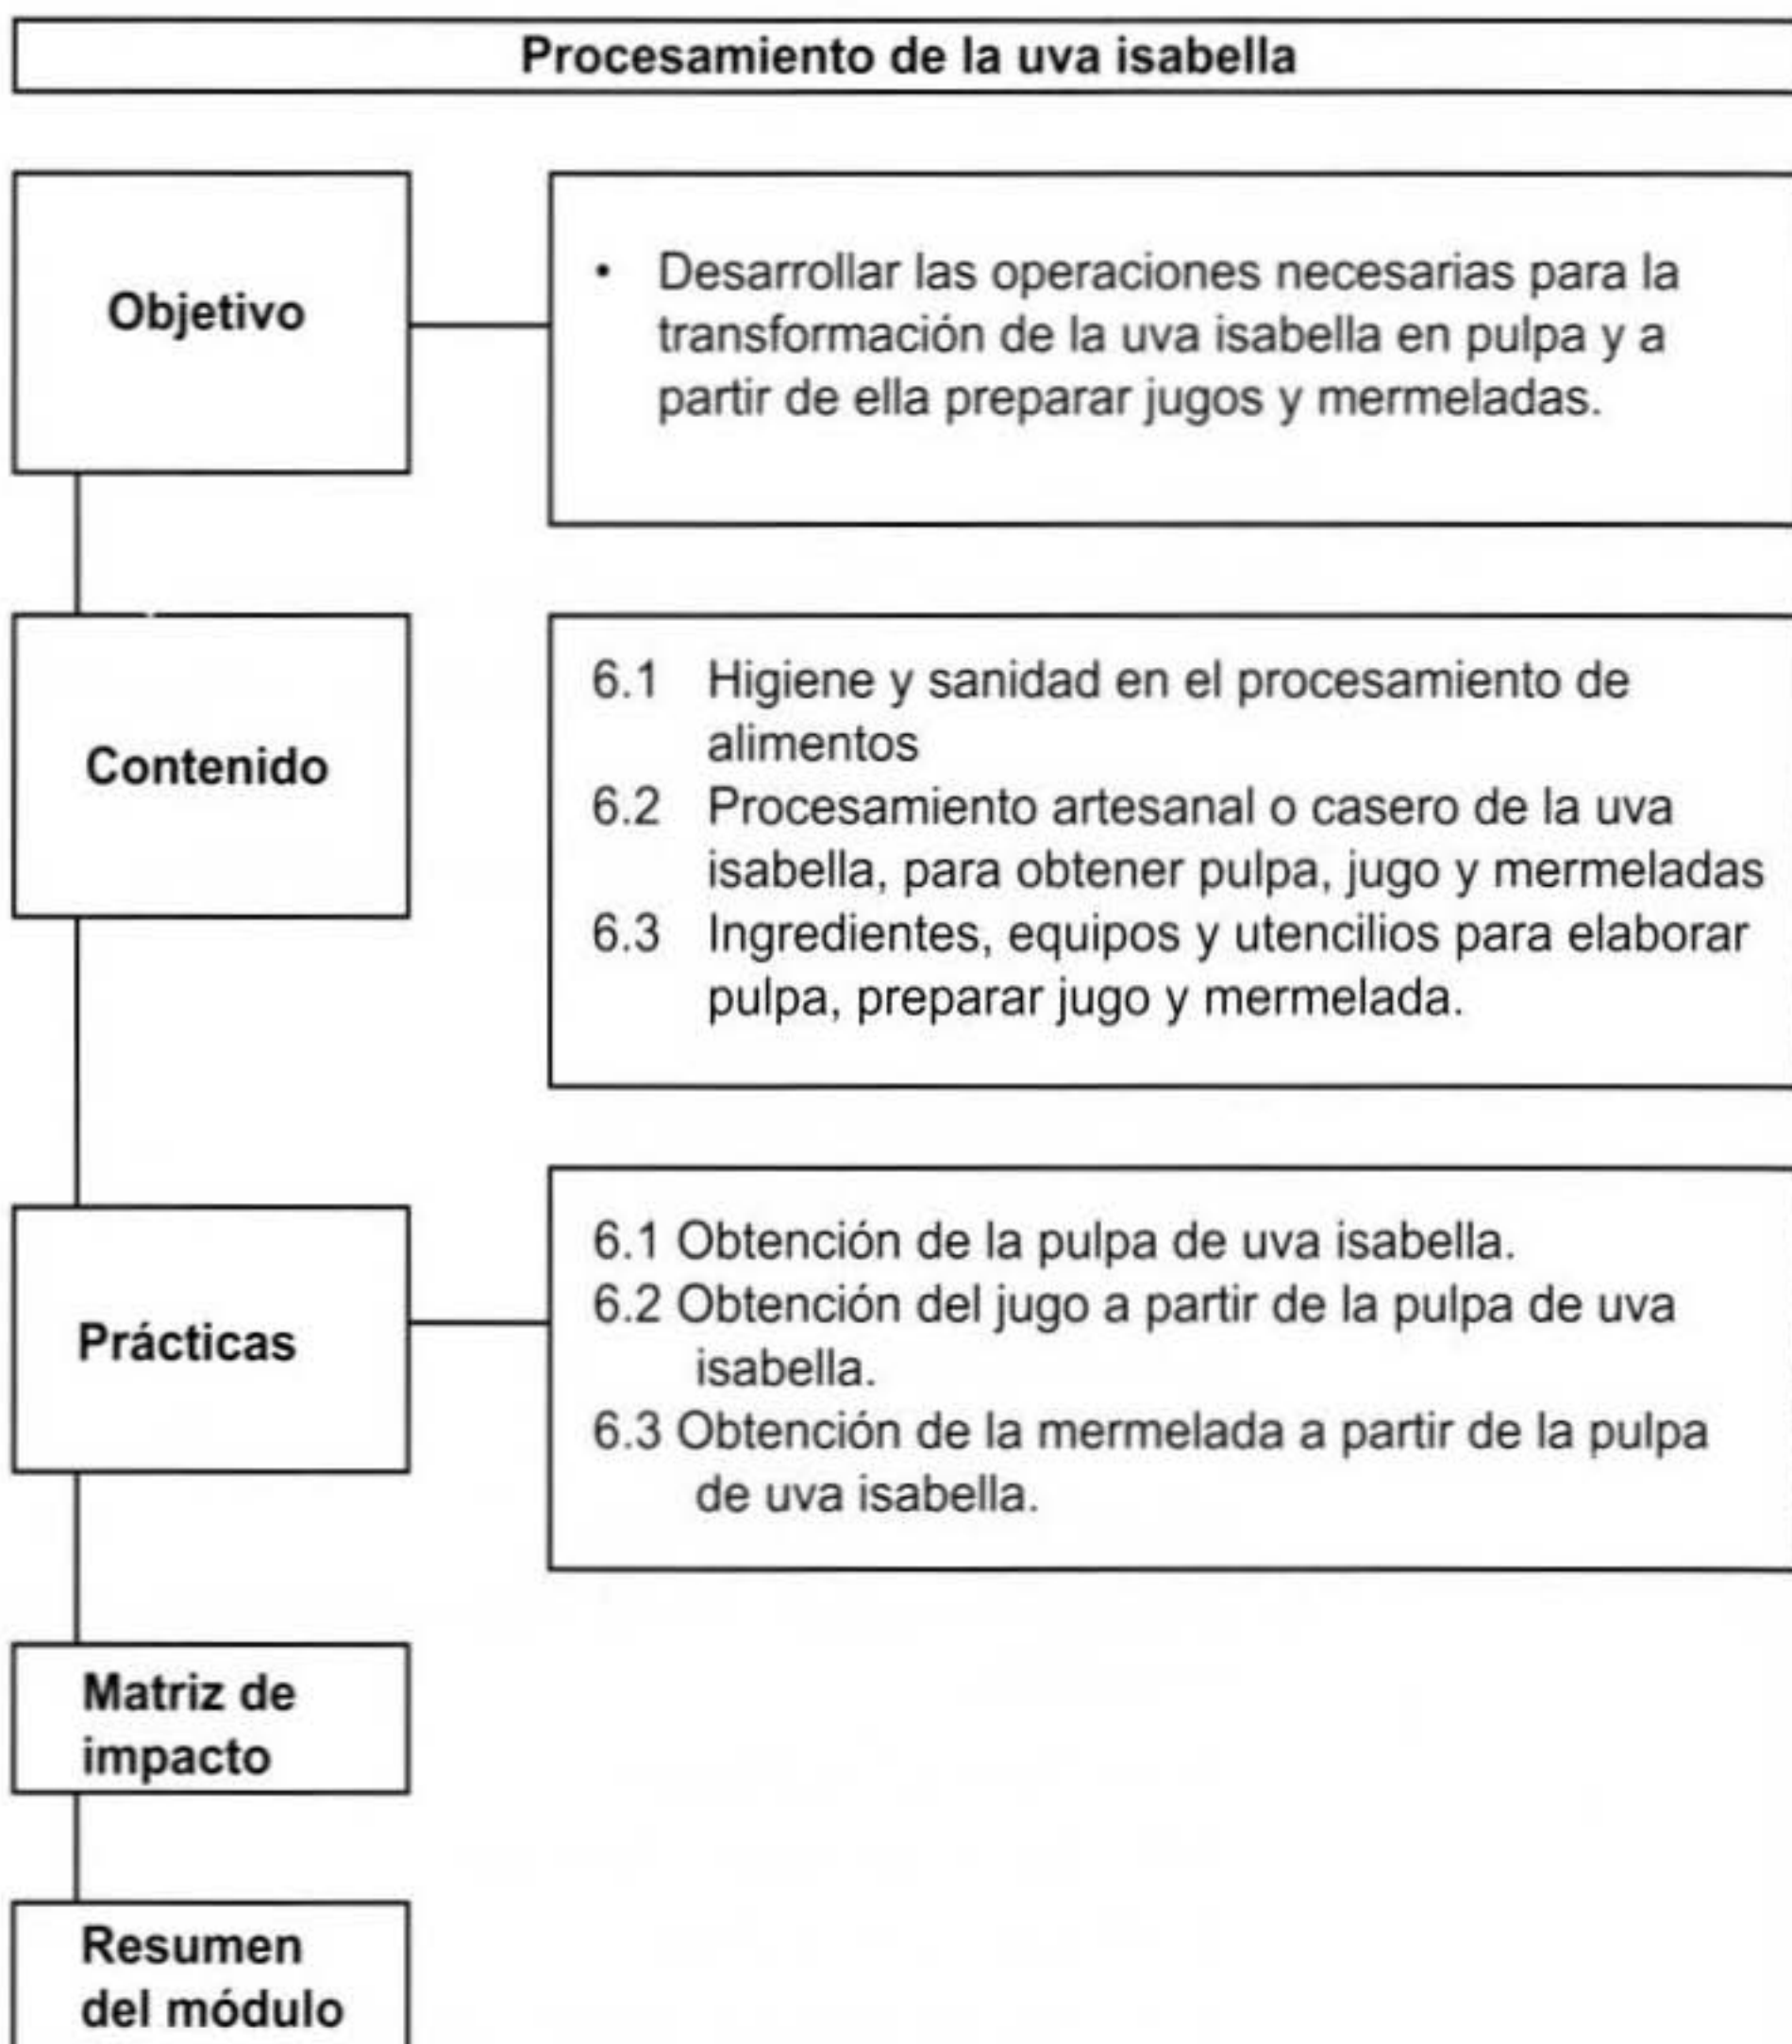 Procesamiento de la uva isabella
Objetivo
• Desarrollar las operaciones necesarias para la
transformación de la uva isabella en pulpa y a
partir de ella preparar jugos y mermeladas.
Contenido
6.1 Higiene y sanidad en el procesamiento de
alimentos
6.2 Procesamiento artesanal o casero de la uva
isabella, para obtener pulpa, jugo y mermeladas
6.3 Ingredientes, equipos y utencilios para elaborar
pulpa, preparar jugo y mermelada.
Prácticas
6.1 Obtención de la pulpa de uva isabella.
6.2 Obtención del jugo a partir de la pulpa de uva
isabella.
6.3 Obtención de la mermelada a partir de la pulpa
de uva isabella.
Matriz de
impacto
Resumen
del módulo